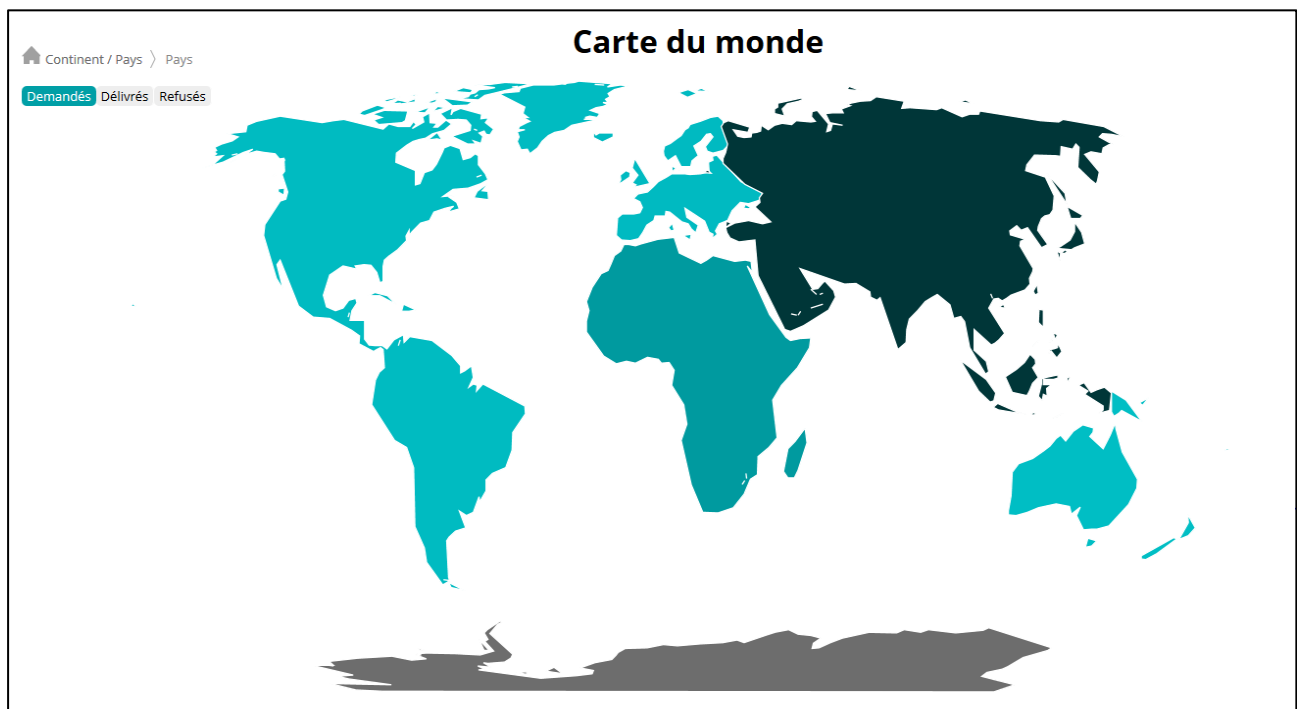 Carte du monde
Continent / Pays 〉 Pays
Demandés Délivrés Refusés